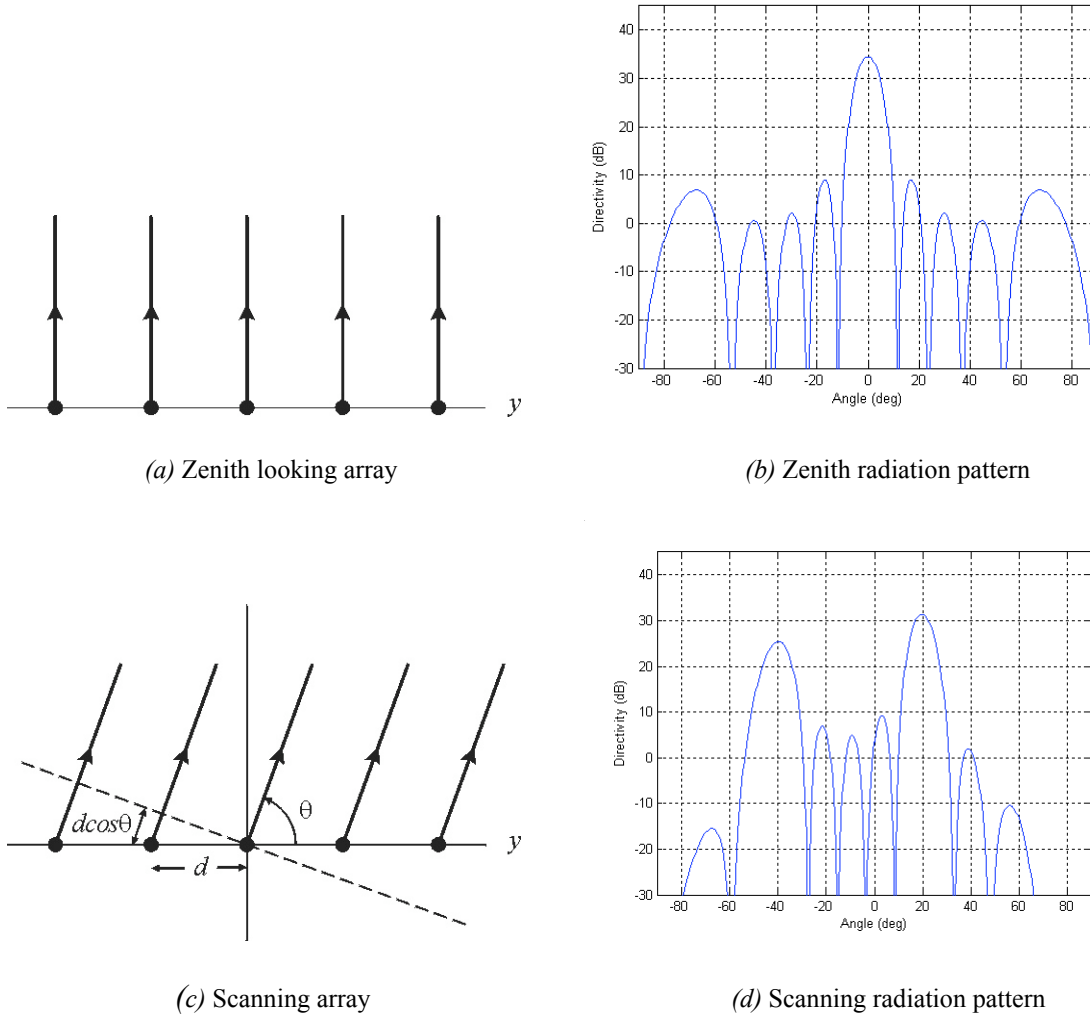 y
(a) Zenith looking array
40
30
20
10
0
-10
-20
-30
Directivity (dB)
-80 -60 -40 -20 0 20 40 60 80
Angle (deg)
(b) Zenith radiation pattern
dcosθ
d
θ
y
(c) Scanning array
40
30
20
10
0
-10
-20
-30
Directivity (dB)
-80 -60 -40 -20 0 20 40 60 80
Angle (deg)
(d) Scanning radiation pattern